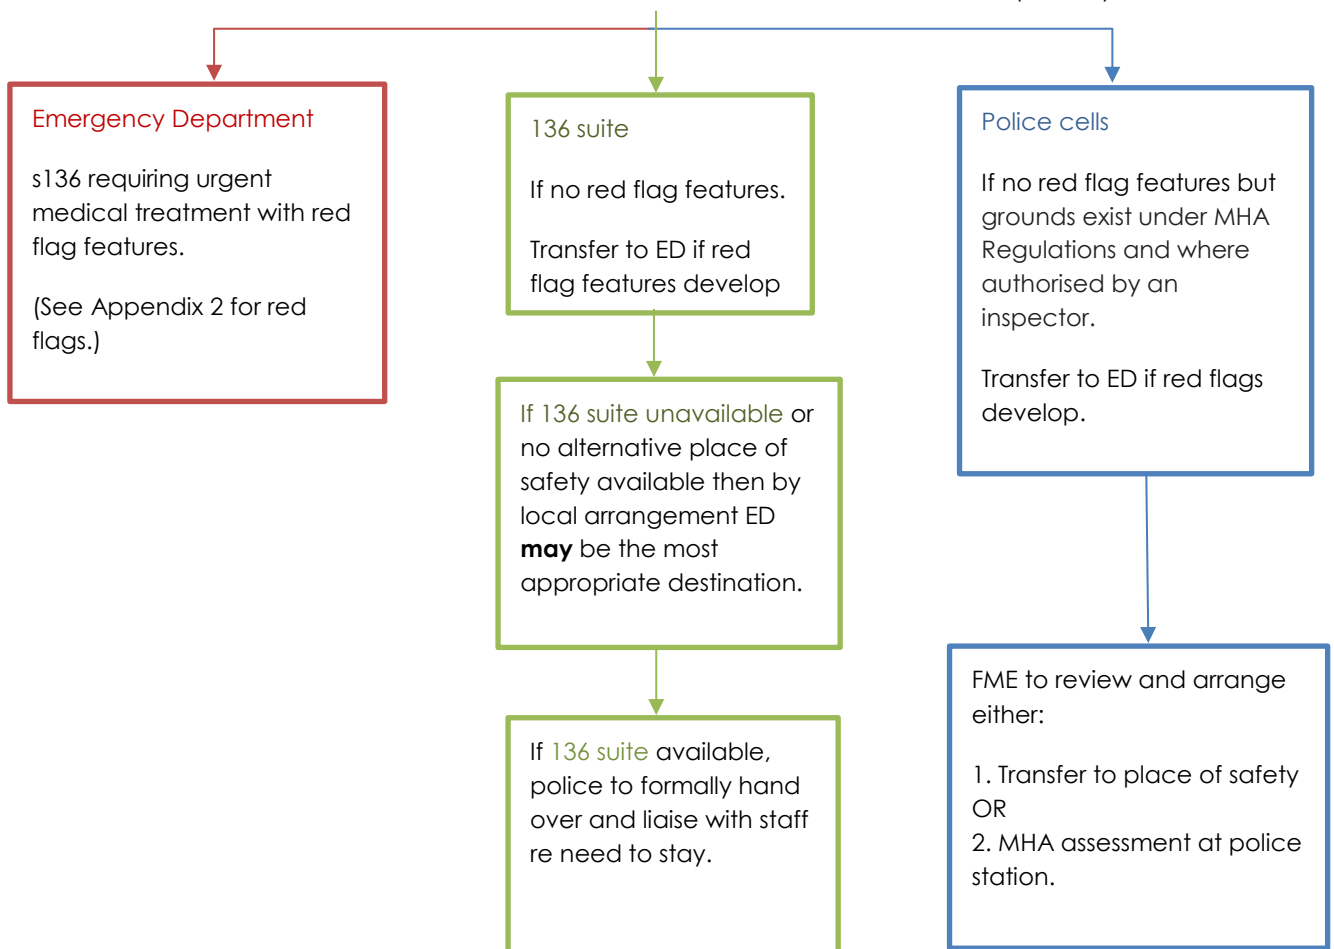 Emergency Department
s136 requiring urgent
medical treatment with red
flag features.
(See Appendix 2 for red
flags.)
136 suite
If no red flag features.
Transfer to ED if red
flag features develop
If 136 suite unavailable or
no alternative place of
safety available then by
local arrangement ED
may be the most
appropriate destination.
If 136 suite available,
police to formally hand
over and liaise with staff
re need to stay.
Police cells
If no red flag features but
grounds exist under MHA
Regulations and where
authorised by an
inspector.
Transfer to ED if red flags
develop.
FME to review and arrange
either:
1. Transfer to place of safety
OR
2. MHA assessment at police
station.